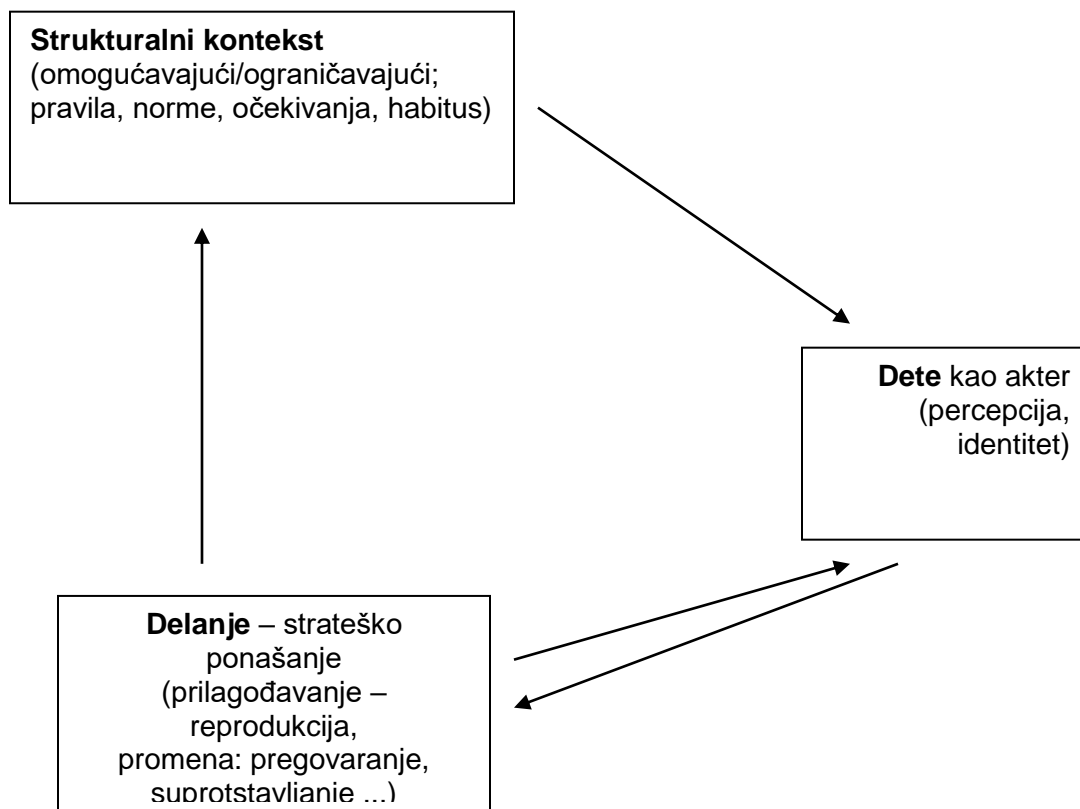 Strukturalni kontekst
(omogućavajući/ograničavajući;
pravila, norme, očekivanja, habitus)
Dete kao akter
(percepcija,
identitet)
Delanje – strateško
ponašanje
(prilagođavanje –
reprodukcija,
promena: pregovaranje,
suprotstavljanje ...)